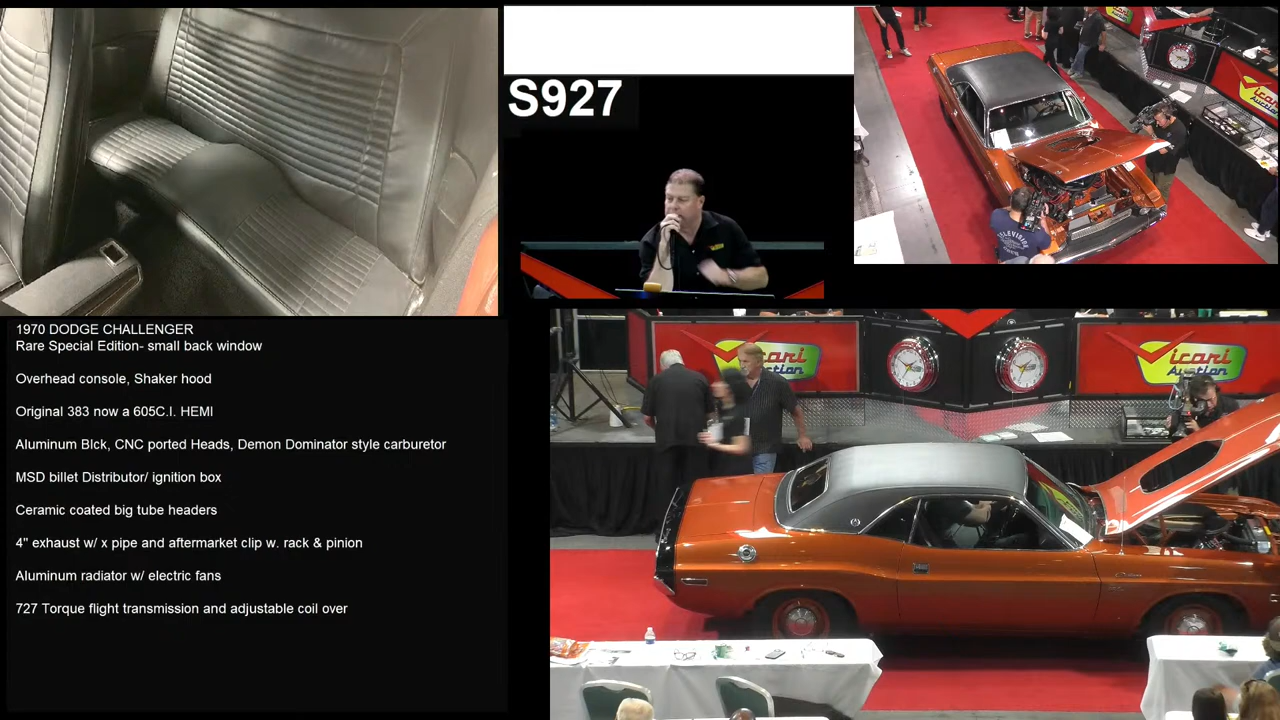 S927
1970 DODGE CHALLENGER
Rare Special Edition- small back window
Overhead console, Shaker hood
Original 383 now a 605C.I. HEMI
Aluminum Blck, CNC ported Heads, Demon Dominator style carburetor
MSD billet Distributor/ ignition box
Ceramic coated big tube headers
4" exhaust w/ x pipe and aftermarket clip w. rack & pinion
Aluminum radiator w/ electric fans
727 Torque flight transmission and adjustable coil over
Vicari
Auction
Vicari
Auction
Vicari
Auction
TELEVISION